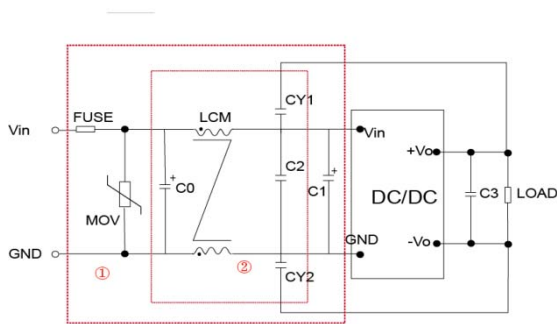 FUSE
LCM
CY1
Vin
Vin
+Vo
C0
C2
C1
DC/DC
C3
LOAD
MOV
GND
GND
-Vo
①
②
CY2
+
+